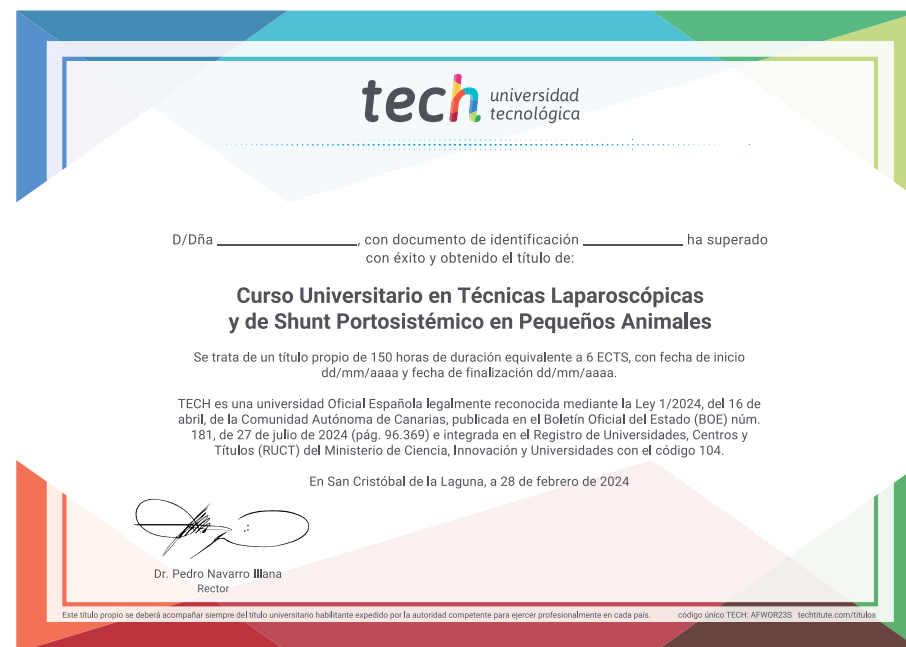 tech universidad
tecnológica
D/Dña ____________________, con documento de identificación ______________ ha superado
con éxito y obtenido el título de:
Curso Universitario en Técnicas Laparoscópicas
y de Shunt Portosistémico en Pequeños Animales
Se trata de un título propio de 150 horas de duración equivalente a 6 ECTS, con fecha de inicio
dd/mm/aaaa y fecha de finalización dd/mm/aaaa.
TECH es una universidad Oficial Española legalmente reconocida mediante la Ley 1/2024, del 16 de
abril, de la Comunidad Autónoma de Canarias, publicada en el Boletín Oficial del Estado (BOE) núm.
181, de 27 de julio de 2024 (pág. 96.369) e integrada en el Registro de Universidades, Centros y
Títulos (RUCT) del Ministerio de Ciencia, Innovación y Universidades con el código 104.
En San Cristóbal de la Laguna, a 28 de febrero de 2024
Dr. Pedro Navarro Illana
Rector
Este título propio se deberá acompañar siempre del título universitario habilitante expedido por la autoridad competente para ejercer profesionalmente en cada país. código único TECH: AFWOR23S techtitute.com/titulos